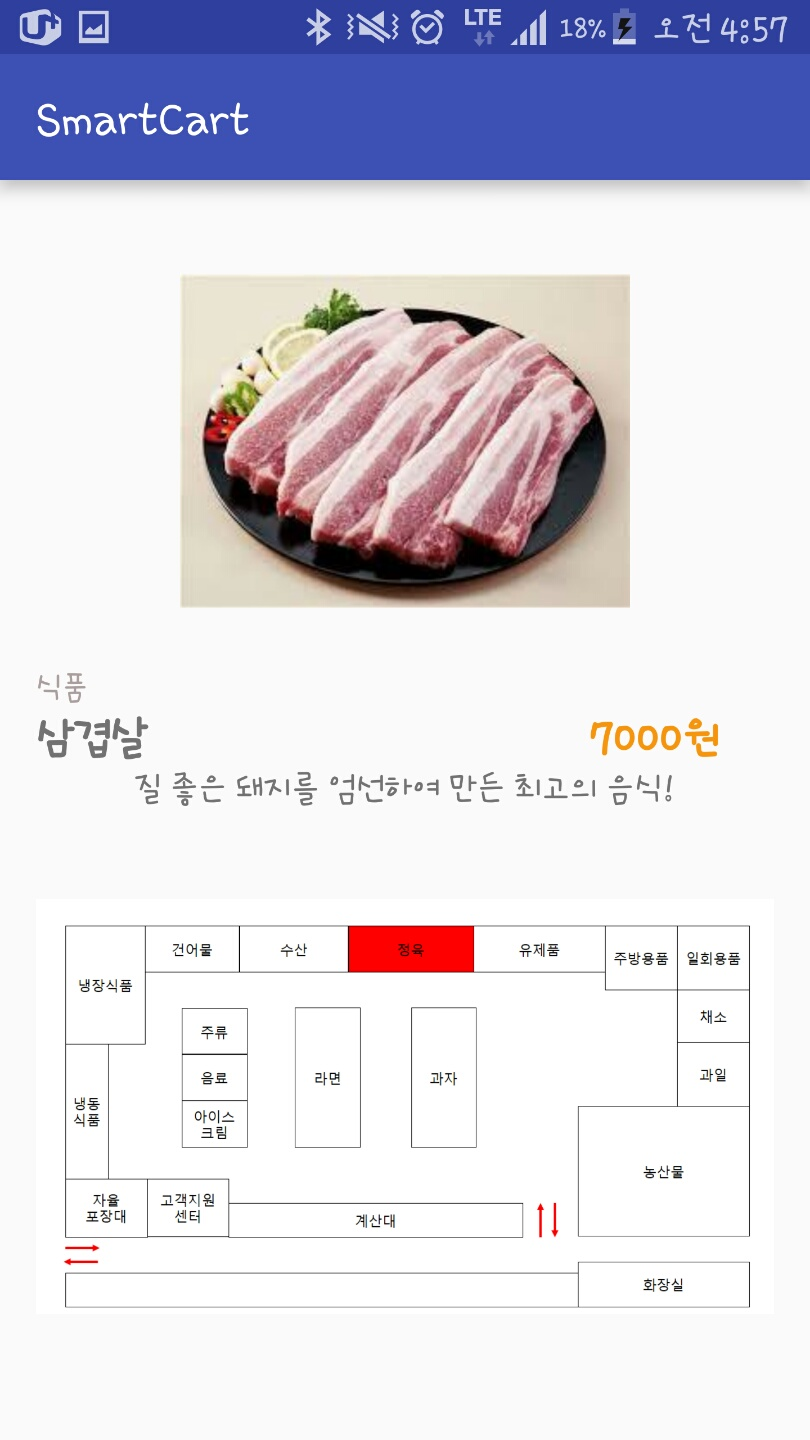 LTE 18% 오전 4:57
SmartCart
식품
삼겹살 7000원
질 좋은 돼지를 엄선하여 만든 최고의 음식!
냉장식품 건어물 수산 정육 유제품 주방용품 일회용품
채소
주류
음료 라면 과자 과일
아이스
크림
냉동
식품
농산물
자율
포장대
고객지원
센터
계산대
화장실